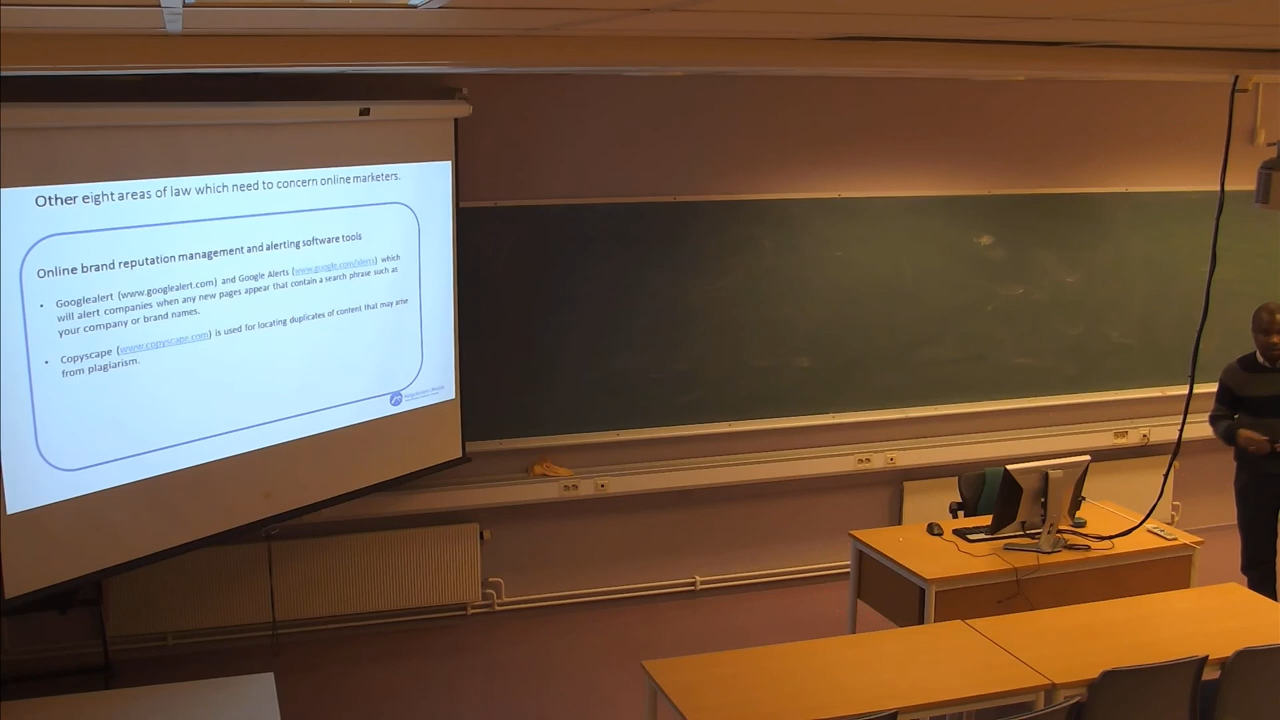 Other eight areas of law which need to concern online marketers.
Online brand reputation management and alerting software tools
• Googlealert (www.googlealert.com) and Google Alerts (www.google.com/alerts) which
will alert companies when any new pages appear that contain a search phrase such as
your company or brand names.
• Copyscape (www.copyscape.com) is used for locating duplicates of content that may arise
from plagiarism.